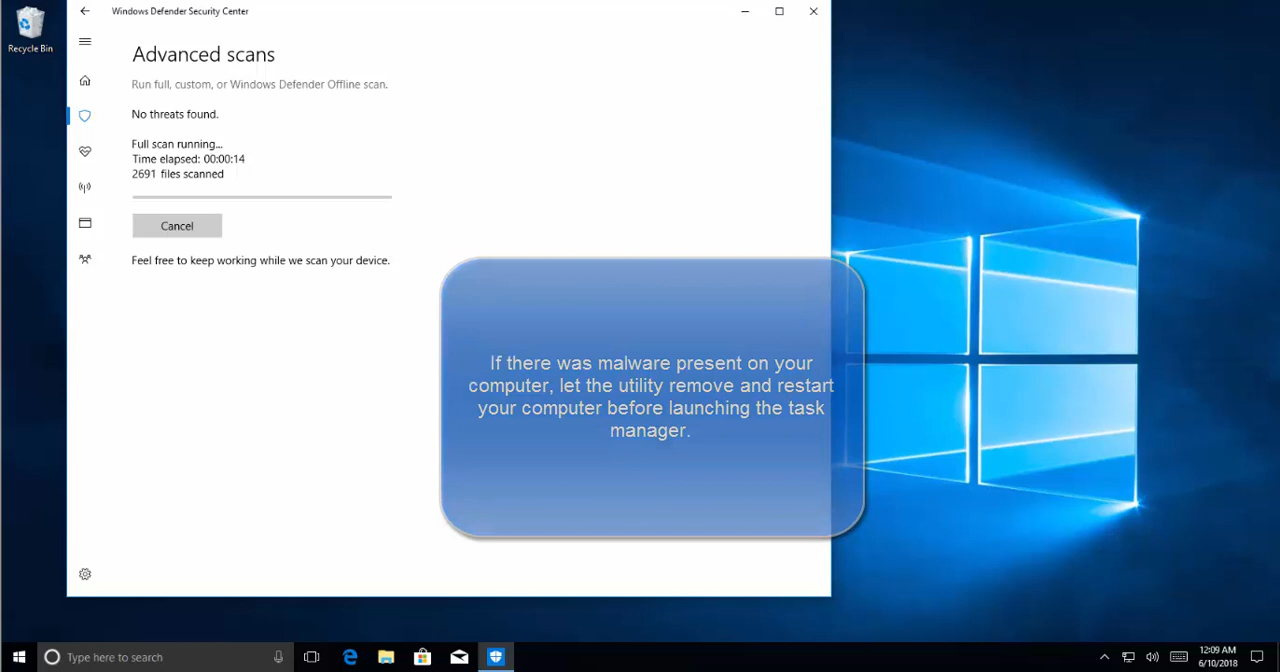 Recycle Bin
Windows Defender Security Center
Advanced scans
Run full, custom, or Windows Defender Offline scan.
No threats found.
Full scan running...
Time elapsed: 00:00:14
2691 files scanned
Cancel
Feel free to keep working while we scan your device.
If there was malware present on your
computer, let the utility remove and restart
your computer before launching the task
manager.
Type here to search
12:09 AM
6/10/2018